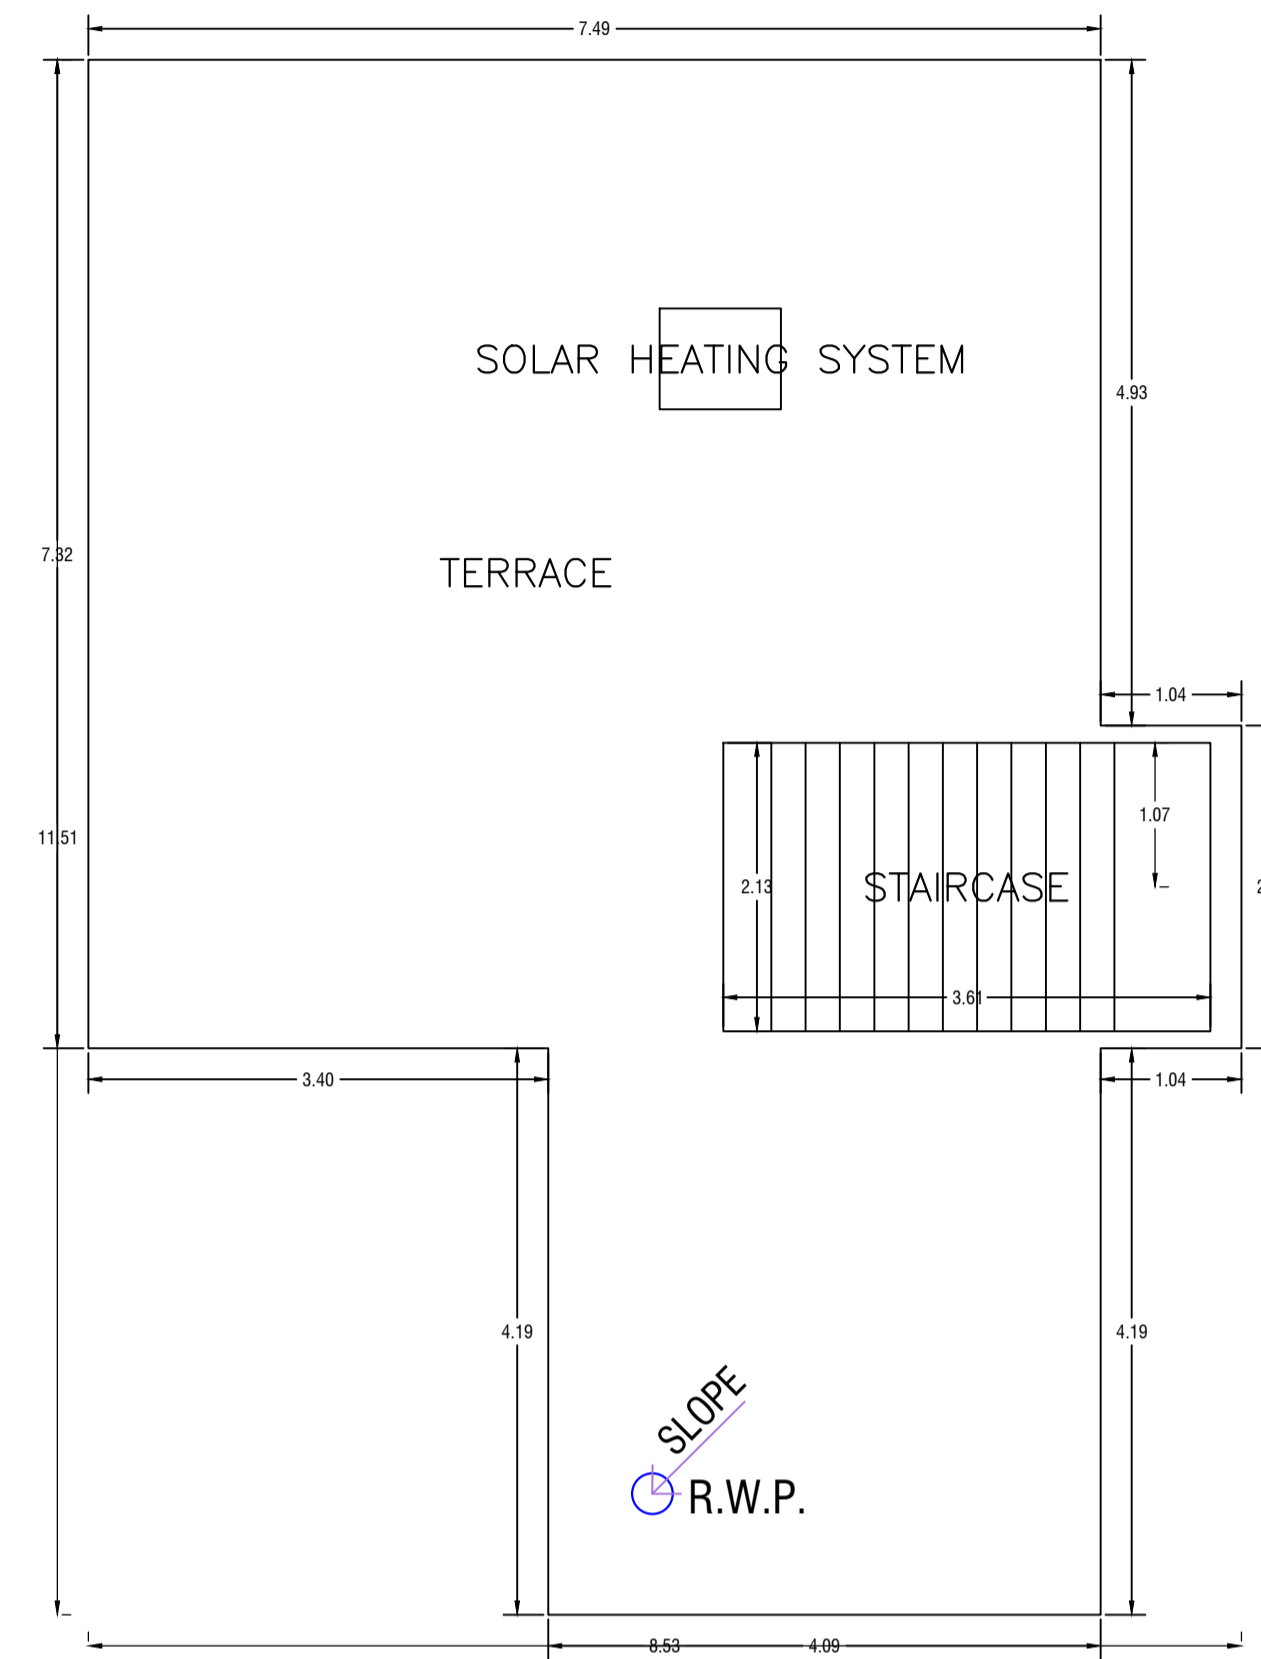 7.49
SOLAR HEATING SYSTEM
4.93
7.32
TERRACE
1.04
1.07
11.51
2.13
STAIRCASE
3.61
3.40
1.04
4.19
4.19
SLOPE
R.W.P.
8.53
4.09